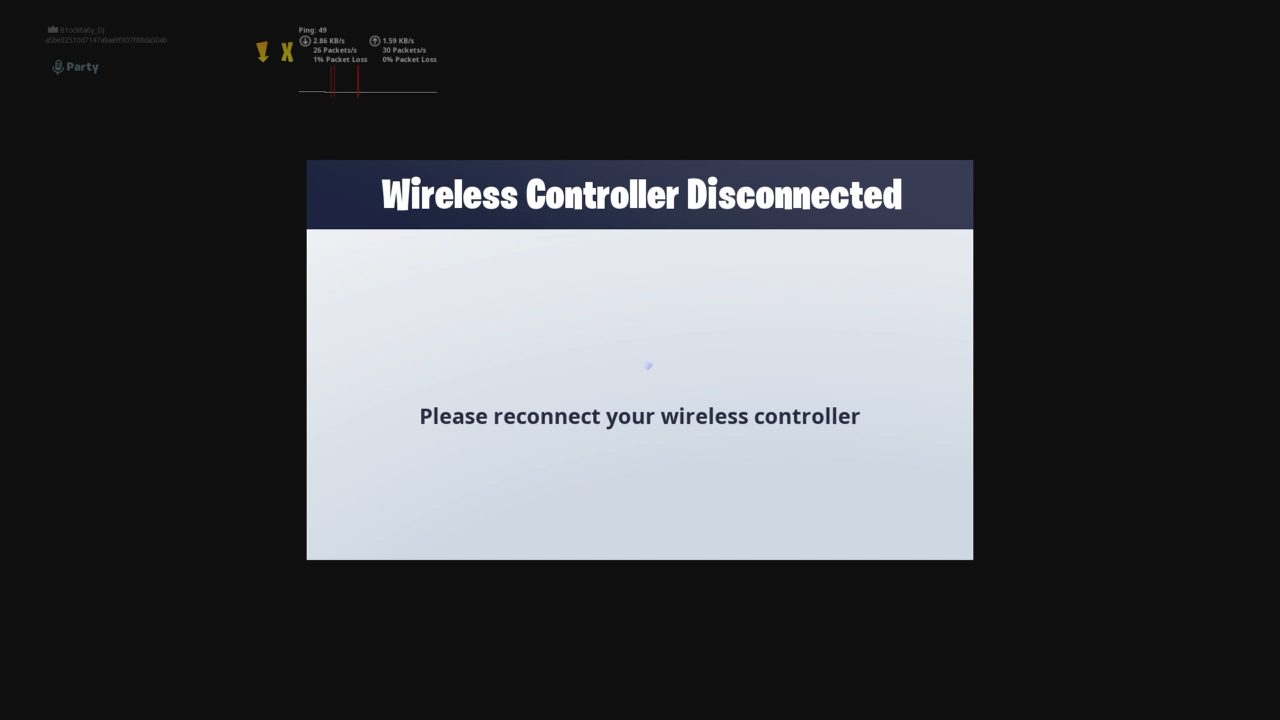 Party
Ping: 49
2.86 KB/s 1.59 KB/s
26 Packets/s 30 Packets/s
1% Packet Loss 0% Packet Loss
Wireless Controller Disconnected
Please reconnect your wireless controller